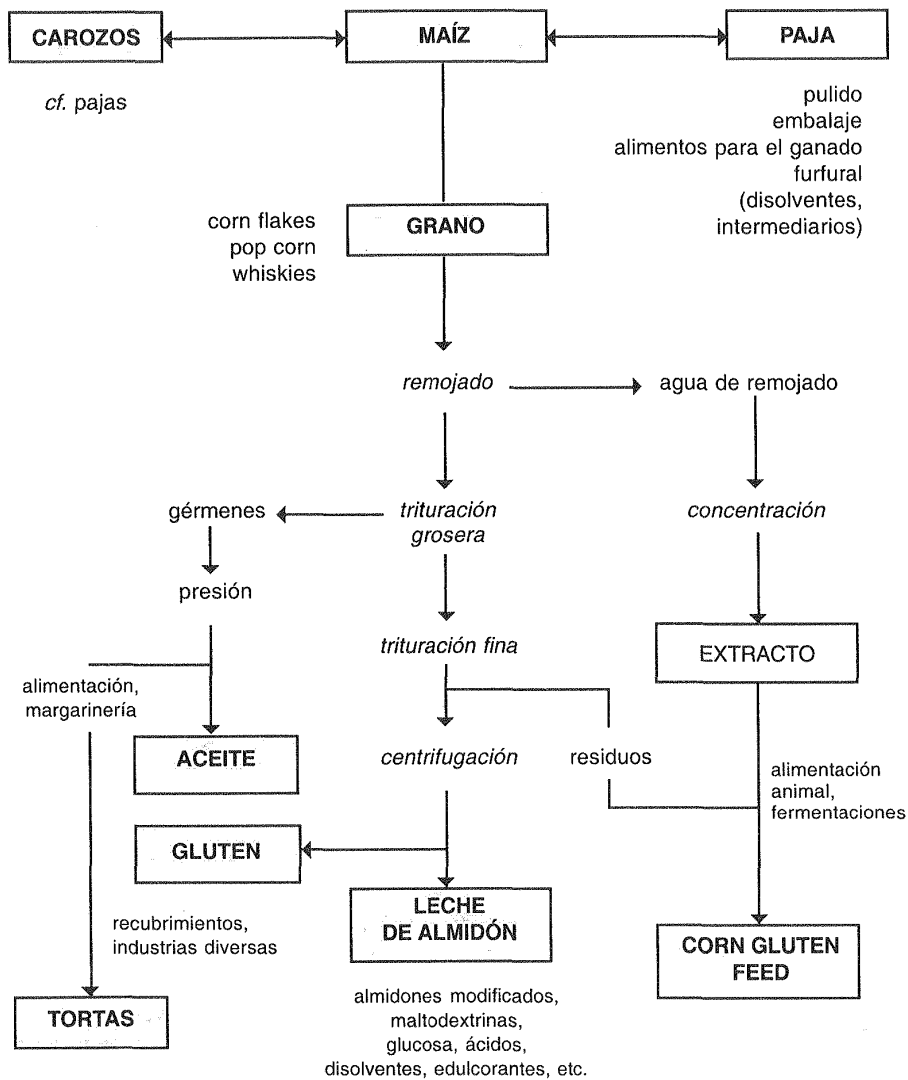 CAROZOS
MAÍZ
PAJA
cf. pajas
pulido
embalaje
alimentos para el ganado
furfural
(disolventes,
intermediarios)
corn flakes
pop corn
whiskies
GRANO
remojado
agua de remojado
gérmenes
trituración
grosera
concentración
presión
trituración fina
EXTRACTO
alimentación,
margarinería
ACEITE
centrifugación
residuos
alimentación
animal,
fermentaciones
GLUTEN
LECHE
DE ALMIDÓN
recubrimientos,
industrias diversas
CORN GLUTEN
FEED
TORTAS
almidones modificados,
maltodextrinas,
glucosa, ácidos,
disolventes, edulcorantes, etc.